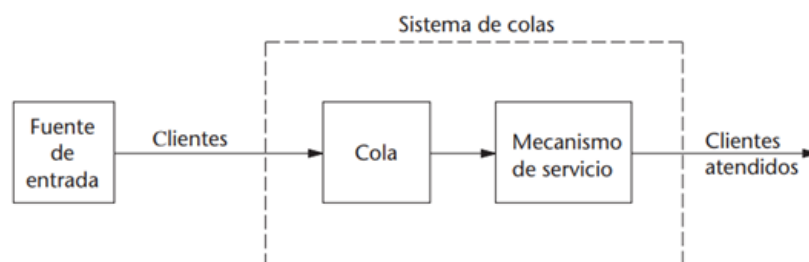 Sistema de colas
Fuente
de
entrada
Clientes
Cola
Mecanismo
de servicio
Clientes
atendidos